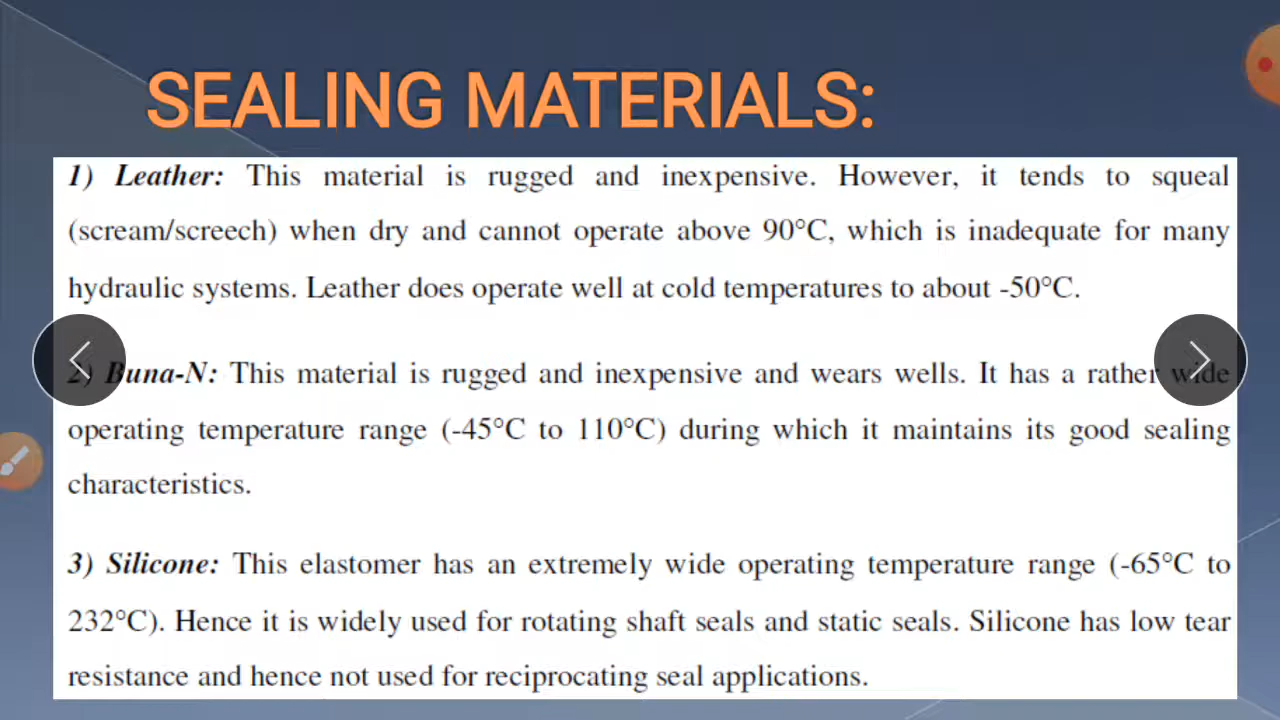 SEALING MATERIALS:
1) Leather: This material is rugged and inexpensive. However, it tends to squeal
(scream/screech) when dry and cannot operate above 90°C, which is inadequate for many
hydraulic systems. Leather does operate well at cold temperatures to about -50°C.
2) Buna-N: This material is rugged and inexpensive and wears wells. It has a rather wide
operating temperature range (-45°C to 110°C) during which it maintains its good sealing
characteristics.
3) Silicone: This elastomer has an extremely wide operating temperature range (-65°C to
232°C). Hence it is widely used for rotating shaft seals and static seals. Silicone has low tear
resistance and hence not used for reciprocating seal applications.